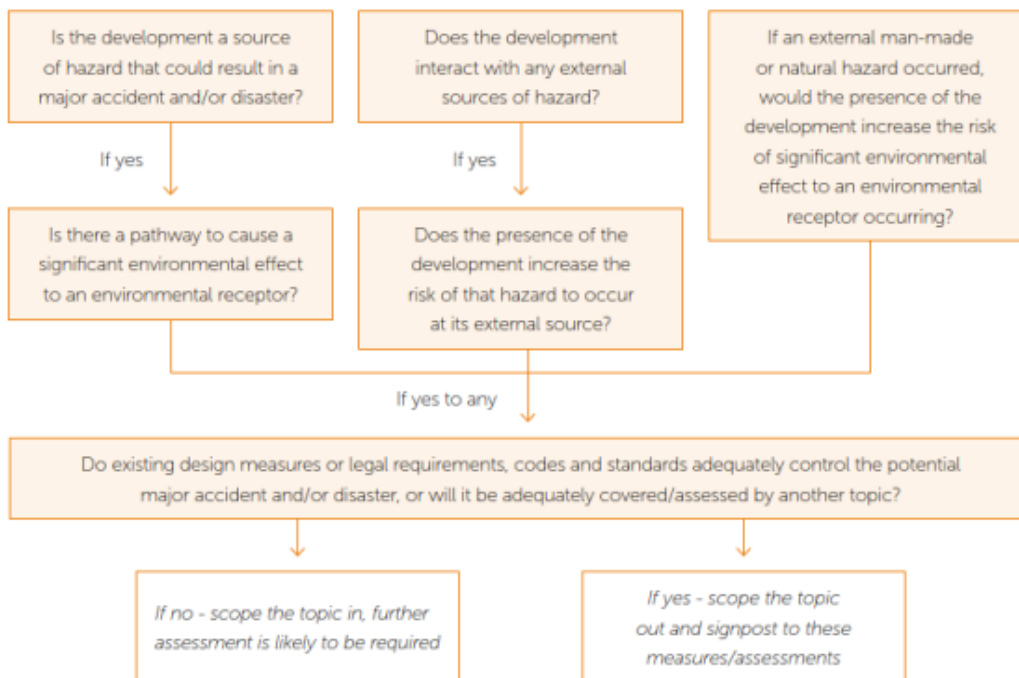 Is the development a source
of hazard that could result in a
major accident and/or disaster?
Does the development
interact with any external
sources of hazard?
If an external man-made
or natural hazard occurred,
would the presence of the
development increase the risk
of significant environmental
effect to an environmental
receptor occurring?
If yes
If yes
Is there a pathway to cause a
significant environmental effect
to an environmental receptor?
Does the presence of the
development increase the
risk of that hazard to occur
at its external source?
If yes to any
Do existing design measures or legal requirements, codes and standards adequately control the potential
major accident and/or disaster, or will it be adequately covered/assessed by another topic?
If no - scope the topic in, further
assessment is likely to be required
If yes - scope the topic
out and signpost to these
measures/assessments